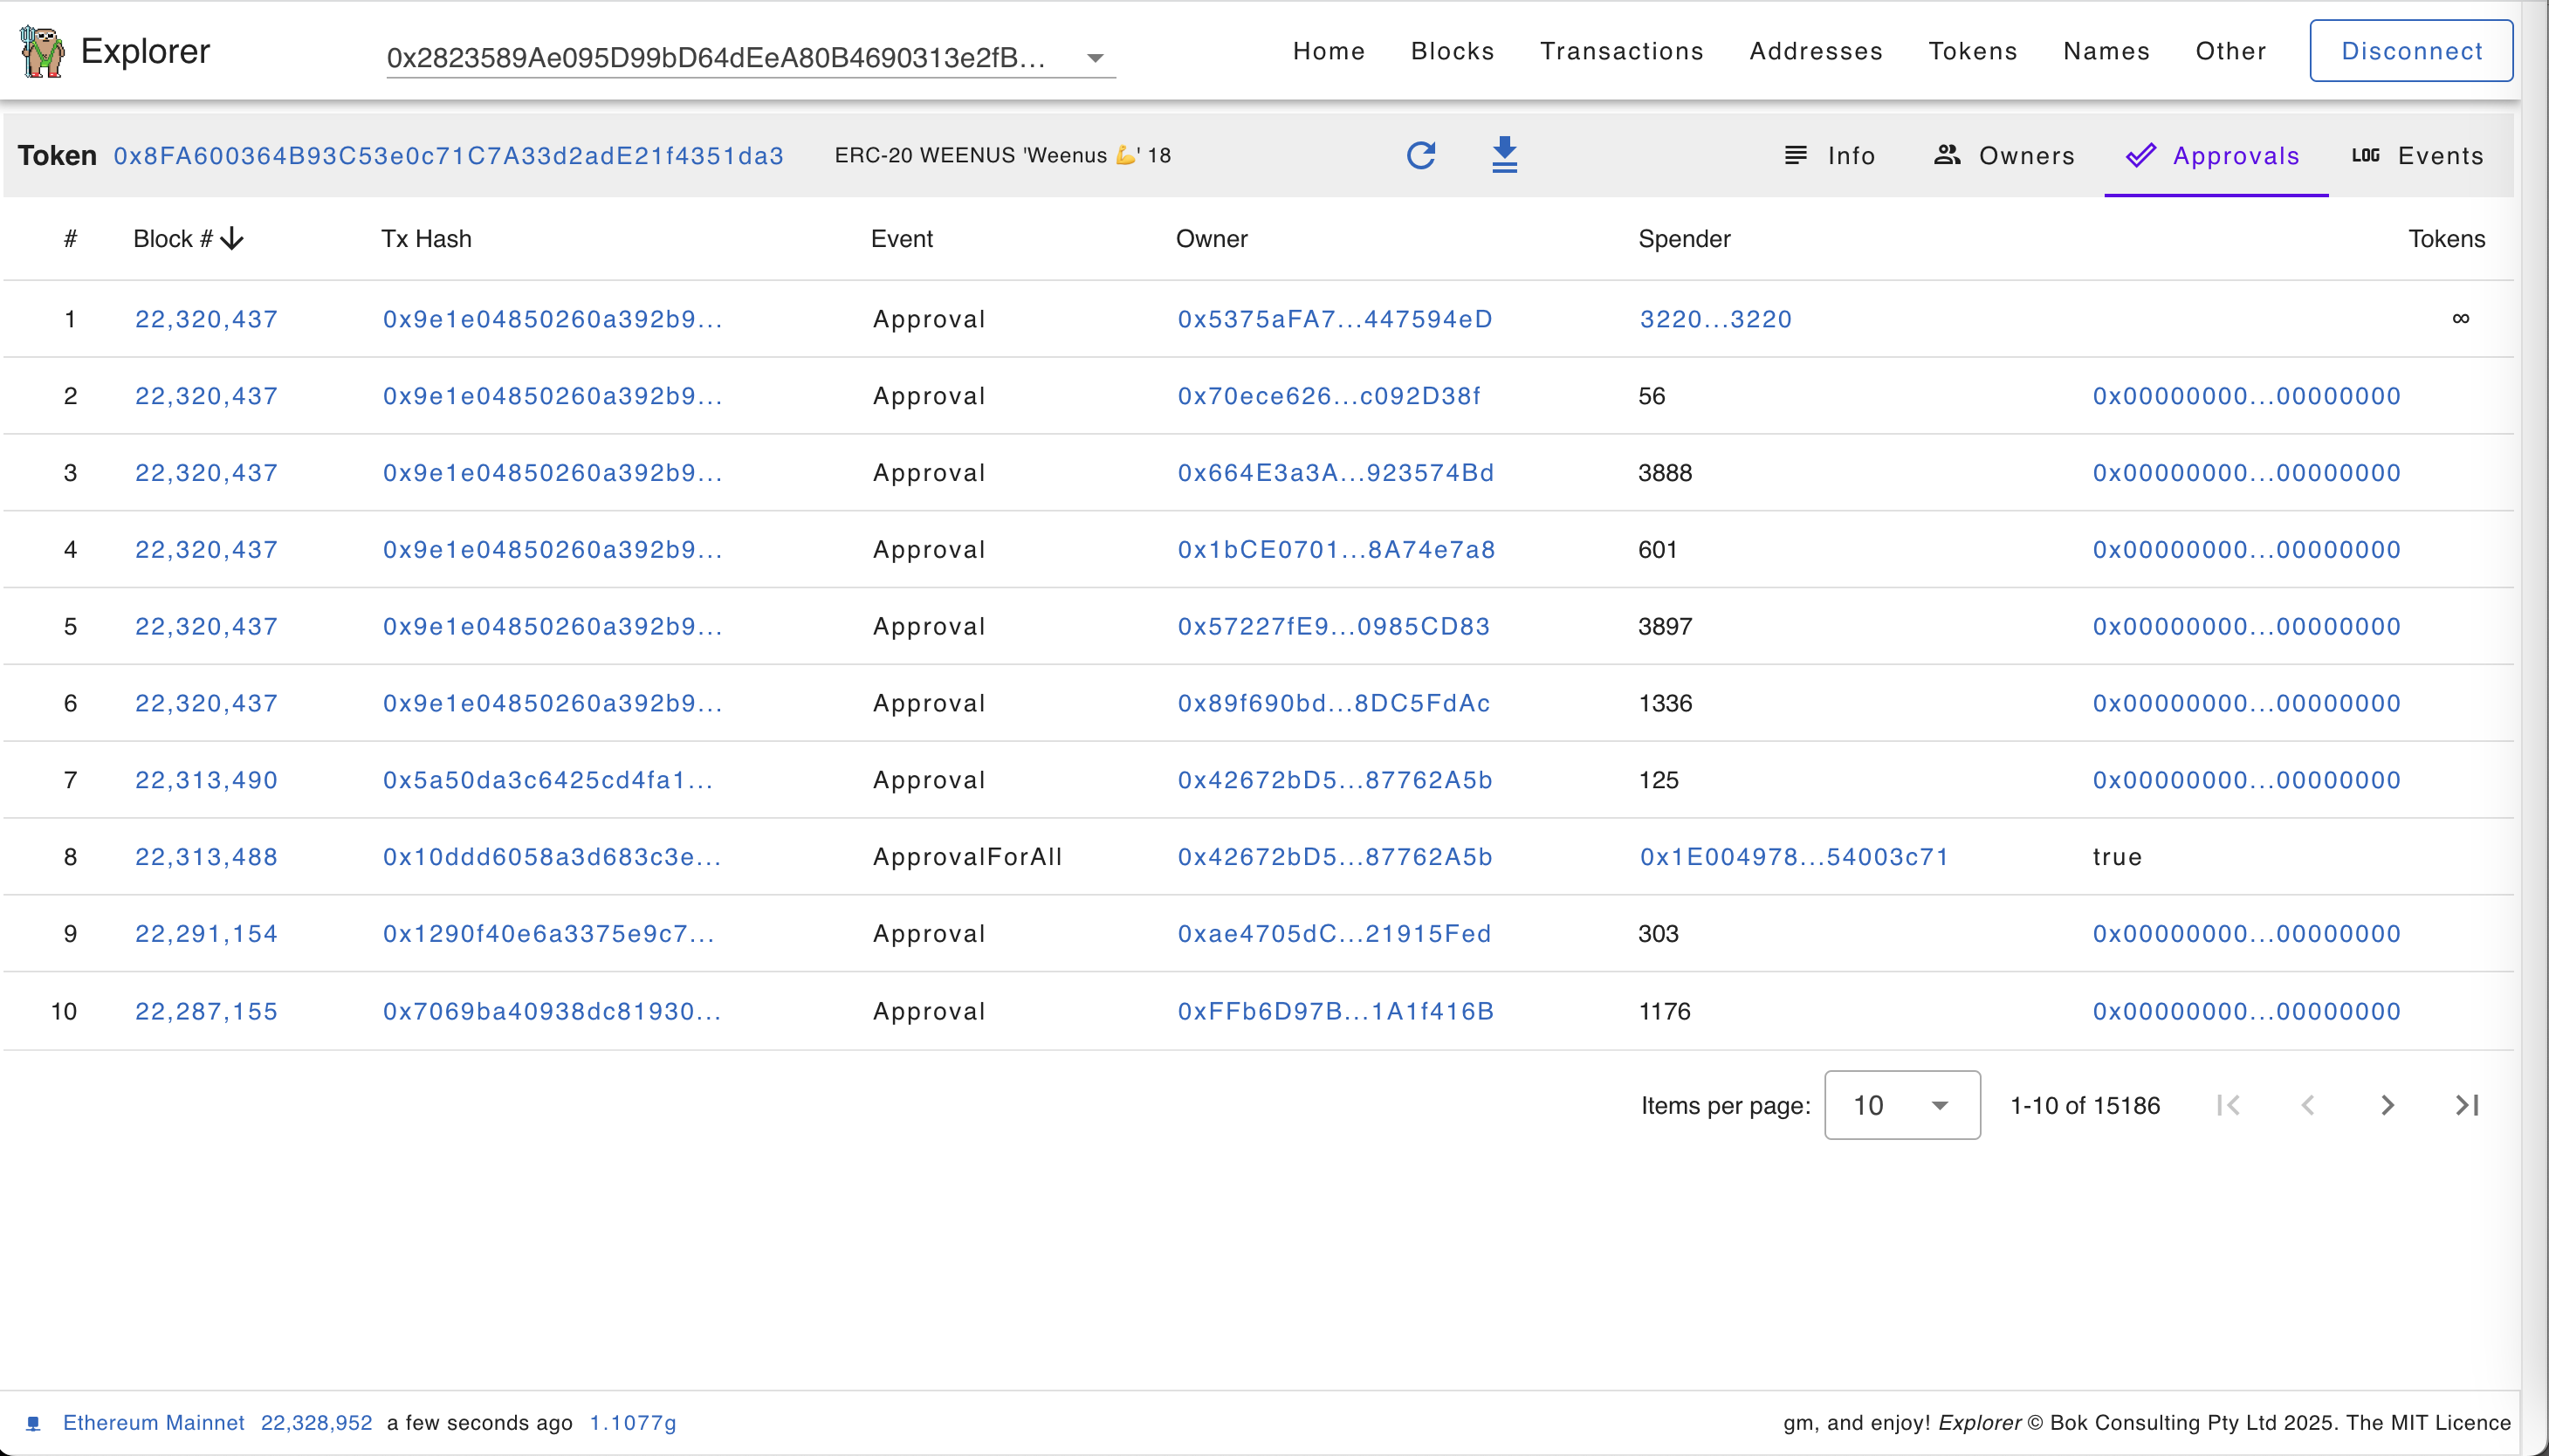 Explorer 0x2823589Ae095D99bD64dEeA80B4690313e2fB... Home Blocks Transactions Addresses Tokens Names Other Disconnect
Token 0x8FA600364B93C53e0c71C7A33d2adE21f4351da3 ERC-20 WEENUS 'Weenus 💪' 18 Info Owners Approvals LOG Events
# Block # Tx Hash Event Owner Spender Tokens
1 22,320,437 0x9e1e04850260a392b9... Approval 0x5375aFA7...447594eD 3220...3220 ∞
2 22,320,437 0x9e1e04850260a392b9... Approval 0x70ece626...c092D38f 56 0x00000000...00000000
3 22,320,437 0x9e1e04850260a392b9... Approval 0x664E3a3A...923574Bd 3888 0x00000000...00000000
4 22,320,437 0x9e1e04850260a392b9... Approval 0x1bCE0701...8A74e7a8 601 0x00000000...00000000
5 22,320,437 0x9e1e04850260a392b9... Approval 0x57227fE9...0985CD83 3897 0x00000000...00000000
6 22,320,437 0x9e1e04850260a392b9... Approval 0x89f690bd...8DC5FdAc 1336 0x00000000...00000000
7 22,313,490 0x5a50da3c6425cd4fa1... Approval 0x42672bD5...87762A5b 125 0x00000000...00000000
8 22,313,488 0x10ddd6058a3d683c3e... ApprovalForAll 0x42672bD5...87762A5b 0x1E004978...54003c71 true
9 22,291,154 0x1290f40e6a3375e9c7... Approval 0xae4705dC...21915Fed 303 0x00000000...00000000
10 22,287,155 0x7069ba40938dc81930... Approval 0xFFb6D97B...1A1f416B 1176 0x00000000...00000000
Items per page: 10 1-10 of 15186
Ethereum Mainnet 22,328,952 a few seconds ago 1.1077g gm, and enjoy! Explorer © Bok Consulting Pty Ltd 2025. The MIT Licence